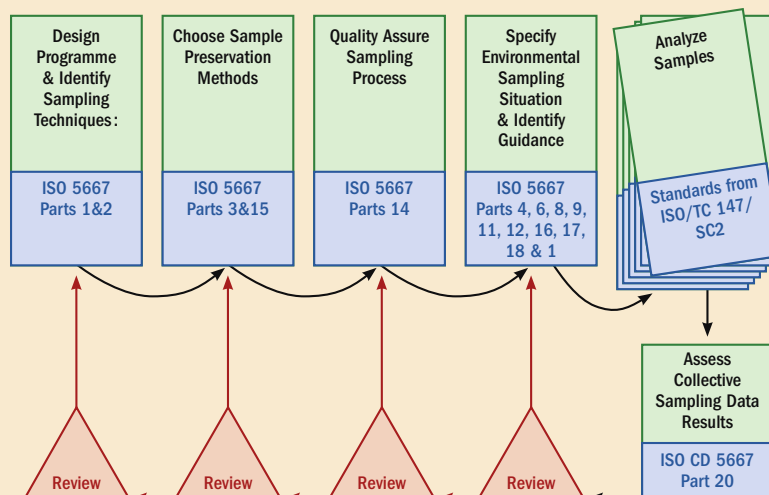 Design
Programme
& Identify
Sampling
Techniques:
ISO 5667
Parts 1&2
Choose Sample
Preservation
Methods
ISO 5667
Parts 3&15
Quality Assure
Sampling
Process
ISO 5667
Parts 14
Specify
Environmental
Sampling
Situation
& Identify
Guidance
ISO 5667
Parts 4, 6, 8, 9,
11, 12, 16, 17,
18 & 1
Analyze
Samples
Standards from
ISO/TC 147/
SC2
Assess
Collective
Sampling Data
Results
ISO CD 5667
Part 20
Review
Review
Review
Review